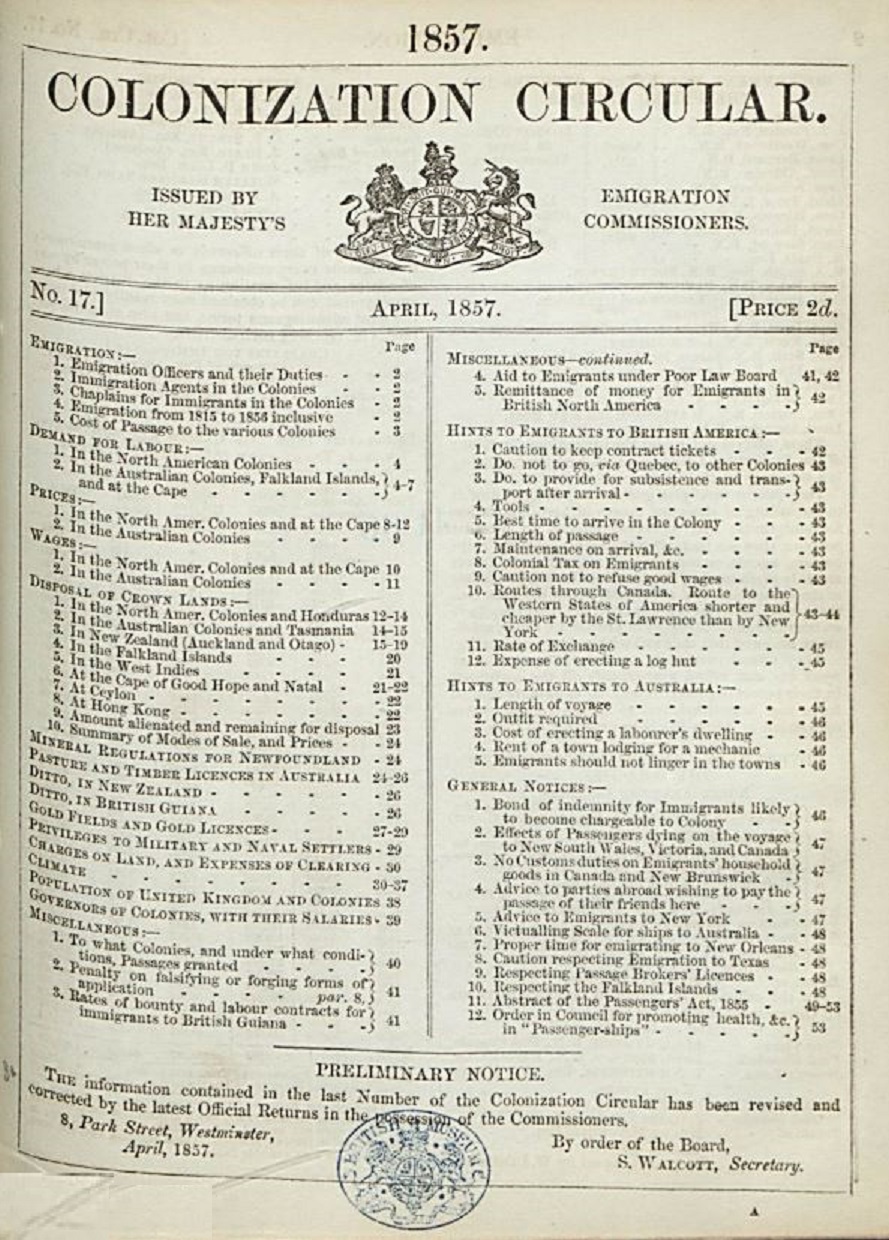 1857.
COLONIZATION CIRCULAR.
ISSUED BY
HER MAJESTY'S
EMIGRATION
COMMISSIONERS.
No. 17.]
APRIL, 1857.
[PRICE 2d.
Page
EMIGRATION:—
1. Emigration Officers and their Duties - - 2
2. Immigration Agents in the Colonies - - 2
3. Chaplains for Immigrants in the Colonies - 2
4. Emigration from 1815 to 1856 inclusive - 2
5. Cost of Passage to the various Colonies - 3
DEMAND FOR LABOUR:—
1. In the North American Colonies - - - 4
2. In the Australian Colonies, Falkland Islands,
and at the Cape - - - - - 4-7
PRICES:—
1. In the North Amer. Colonies and at the Cape 8-12
2. In the Australian Colonies - - - - 9
WAGES:—
1. In the North Amer. Colonies and at the Cape 10
2. In the Australian Colonies - - - - 11
DISPOSAL OF CROWN LANDS:—
1. In the North Amer. Colonies and Honduras 12-14
2. In the Australian Colonies and Tasmania 14-15
3. In New Zealand (Auckland and Otago) - 15-19
4. In the Falkland Islands - - - 20
5. In the West Indies - - - 21
6. At the Cape of Good Hope and Natal - 21-22
7. At Ceylon - - - - - - 22
8. At Hong Kong - - - - - 22
9. Amount alienated and remaining for disposal 23
10. Summary of Modes of Sale, and Prices - - 24
MINERAL REGULATIONS FOR NEWFOUNDLAND - 24
PASTURE AND TIMBER LICENCES IN AUSTRALIA 24-26
DITTO, IN NEW ZEALAND - - - - - 26
DITTO, IN BRITISH GUIANA - - - - 26
GOLD FIELDS AND GOLD LICENCES - - - 27-29
PRIVILEGES TO MILITARY AND NAVAL SETTLERS - 29
CHARGES ON LAND, AND EXPENSES OF CLEARING - 30
CLIMATE - - - - - - - 30-37
POPULATION OF UNITED KINGDOM AND COLONIES 38
GOVERNORS OF COLONIES, WITH THEIR SALARIES - 39
MISCELLANEOUS:—
1. To what Colonies, and under what condi-
tions, Passages granted - - - - 40
2. Penalty on falsifying or forging forms of
application - - - - par. 8, 41
3. Rates of bounty and labour contracts for
immigrants to British Guiana - - - 41
Page
MISCELLANEOUS—continued.
4. Aid to Emigrants under Poor Law Board 41, 42
5. Remittance of money for Emigrants in
British North America - - - - 42
HINTS TO EMIGRANTS TO BRITISH AMERICA:—
1. Caution to keep contract tickets - - - 42
2. Do. not to go, via Quebec, to other Colonies 43
3. Do. to provide for subsistence and trans-
port after arrival - - - - - 43
4. Tools - - - - - - - - 43
5. Best time to arrive in the Colony - - - 43
6. Length of passage - - - - - 43
7. Maintenance on arrival, &c. - - - - 43
8. Colonial Tax on Emigrants - - - - 43
9. Caution not to refuse good wages - - - 43
10. Routes through Canada. Route to the
Western States of America shorter and
cheaper by the St. Lawrence than by New
York - - - - - - - 43-44
11. Rate of Exchange - - - - - 45
12. Expense of erecting a log hut - - - 45
HINTS TO EMIGRANTS TO AUSTRALIA:—
1. Length of voyage - - - - - 45
2. Outfit required - - - - - - 46
3. Cost of erecting a labourer's dwelling - - 46
4. Rent of a town lodging for a mechanic - 46
5. Emigrants should not linger in the towns - 46
GENERAL NOTICES:—
1. Bond of indemnity for Immigrants likely
to become chargeable to Colony - - 46
2. Effects of Passengers dying on the voyage
to New South Wales, Victoria, and Canada 47
3. No Customs duties on Emigrants' household
goods in Canada and New Brunswick - 47
4. Advice to parties abroad wishing to pay the
passage of their friends here - - - 47
5. Advice to Emigrants to New York - - 47
6. Victualling Scale for ships to Australia - - 48
7. Proper time for emigrating to New Orleans - 48
8. Caution respecting Emigration to Texas - 48
9. Respecting Passage Brokers' Licences - - 48
10. Respecting the Falkland Islands - - - 48
11. Abstract of the Passengers' Act, 1855 - 49-53
12. Order in Council for promoting health, &c.
in "Passenger-ships" - - - - - 53
PRELIMINARY NOTICE.
THE information contained in the last Number of the Colonization Circular has been revised and
corrected by the latest Official Returns in the possession of the Commissioners.
8, Park Street, Westminster,
April, 1857.
By order of the Board,
S. WALCOTT, Secretary.
BRITISH MUSEUM
A